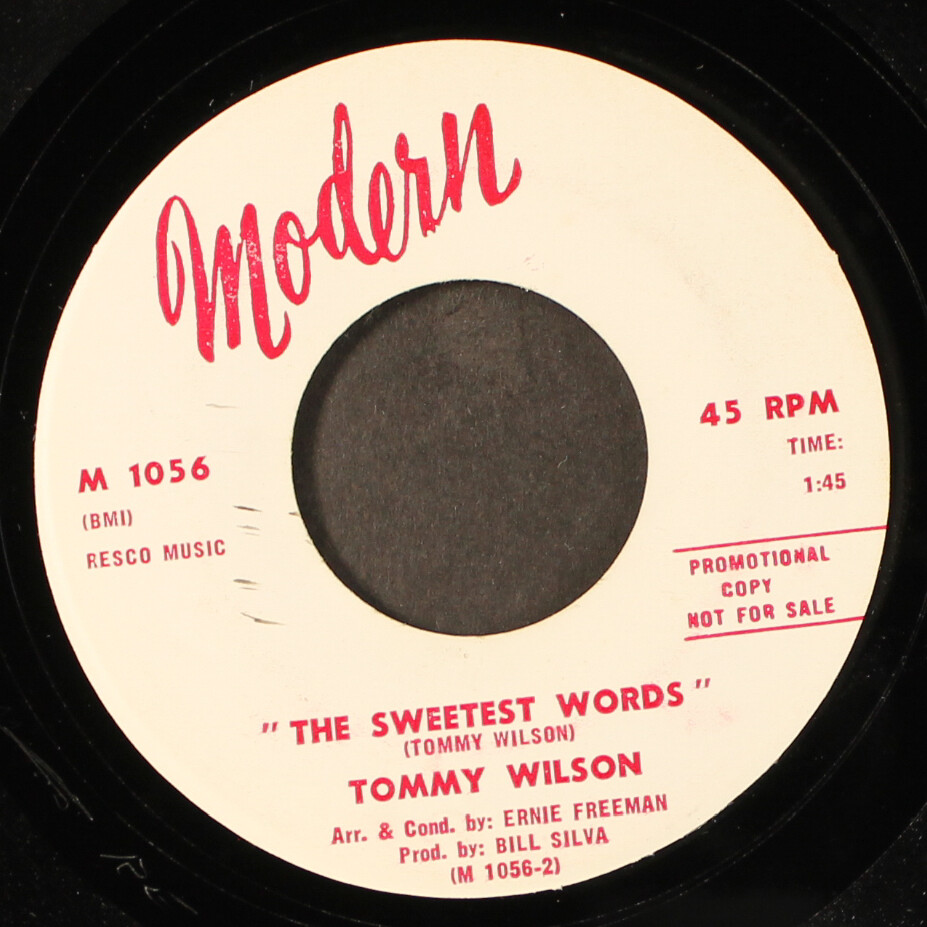 Modern
45 RPM
TIME:
1:45
M 1056
(BMI)
RESCO MUSIC
PROMOTIONAL
COPY
NOT FOR SALE
"THE SWEETEST WORDS"
(TOMMY WILSON)
TOMMY WILSON
Arr. & Cond. by: ERNIE FREEMAN
Prod. by: BILL SILVA
(M 1056-2)